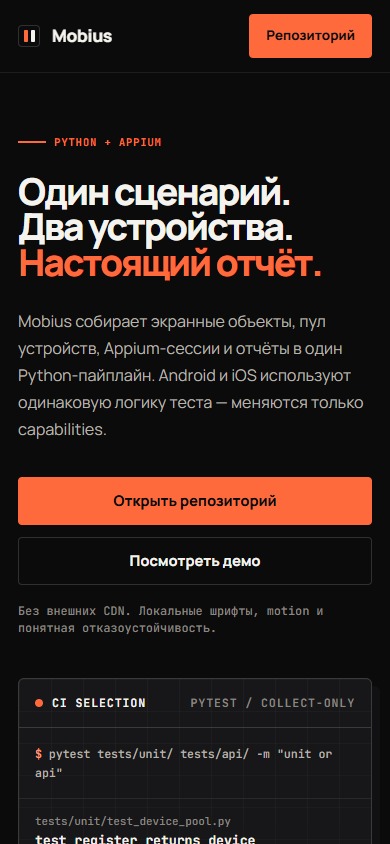 Mobius
Репозиторий
PYTHON + APPIUM
Один сценарий.
Два устройства.
Настоящий отчёт.
Mobius собирает экранные объекты, пул
устройств, Appium-сессии и отчёты в один
Python-пайплайн. Android и iOS используют
одинаковую логику теста — меняются только
capabilities.
Открыть репозиторий
Посмотреть демо
Без внешних CDN. Локальные шрифты, motion и
понятная отказоустойчивость.
CI SELECTION
PYTEST / COLLECT-ONLY
$ pytest tests/unit/ tests/api/ -m "unit or
api"
tests/unit/test_device_pool.py
test_register_returns_device